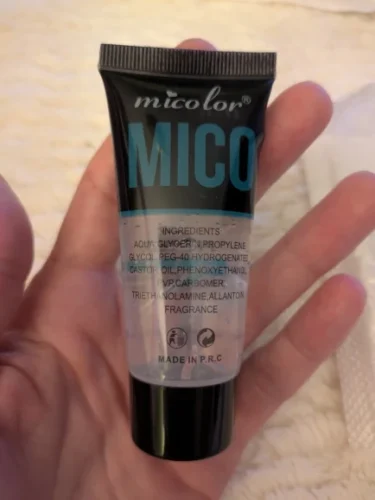 micolor®
MICO
INGREDIENTS
AQUA, GLYCERIN, PROPYLENE
GLYCOL, PEG-40 HYDROGENATED
CASTOR OIL, PHENOXYETHANOL,
PVP, CARBOMER,
TRIETHANOLAMINE, ALLANTOIN,
FRAGRANCE
MADE IN P.R.C